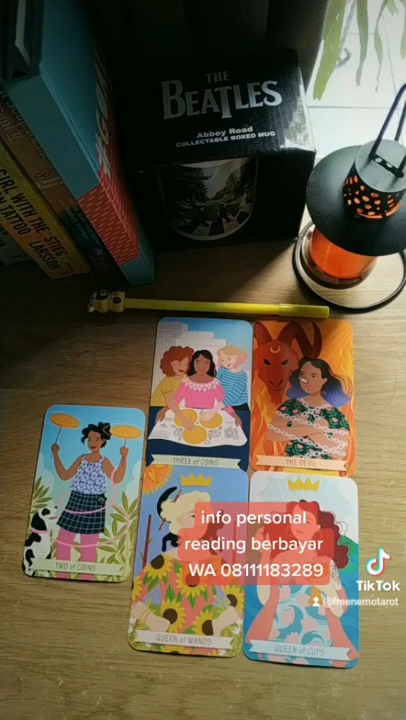 THE
BEATLES
Abbey Road
COLLECTABLE BOXED MUG
GIRL WITH THE
TATTOO
LARSSON
THREE of COINS
THE DEVIL
TWO of COINS
QUEEN of WANDS
QUEEN of CUPS
info personal
reading berbayar
WA 08111183289
TikTok
@freenemotarot